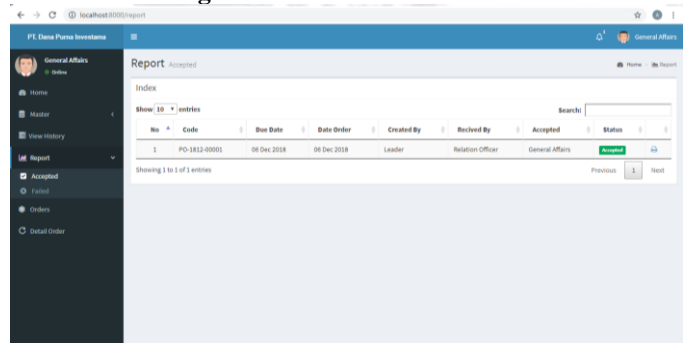 localhost:8000/report
PT. Dana Purna Investama
General Affairs
General Affairs
Online
Report Accepted
Home Report
Home
Master
View History
Report
Accepted
Failed
Orders
Detail Order
Index
Show 10 entries
Search:
No Code Due Date Date Order Created By Recived By Accepted Status
1 PO-1812-00001 06 Dec 2018 06 Dec 2018 Leader Relation Officer General Affairs Accepted
Showing 1 to 1 of 1 entries
Previous 1 Next